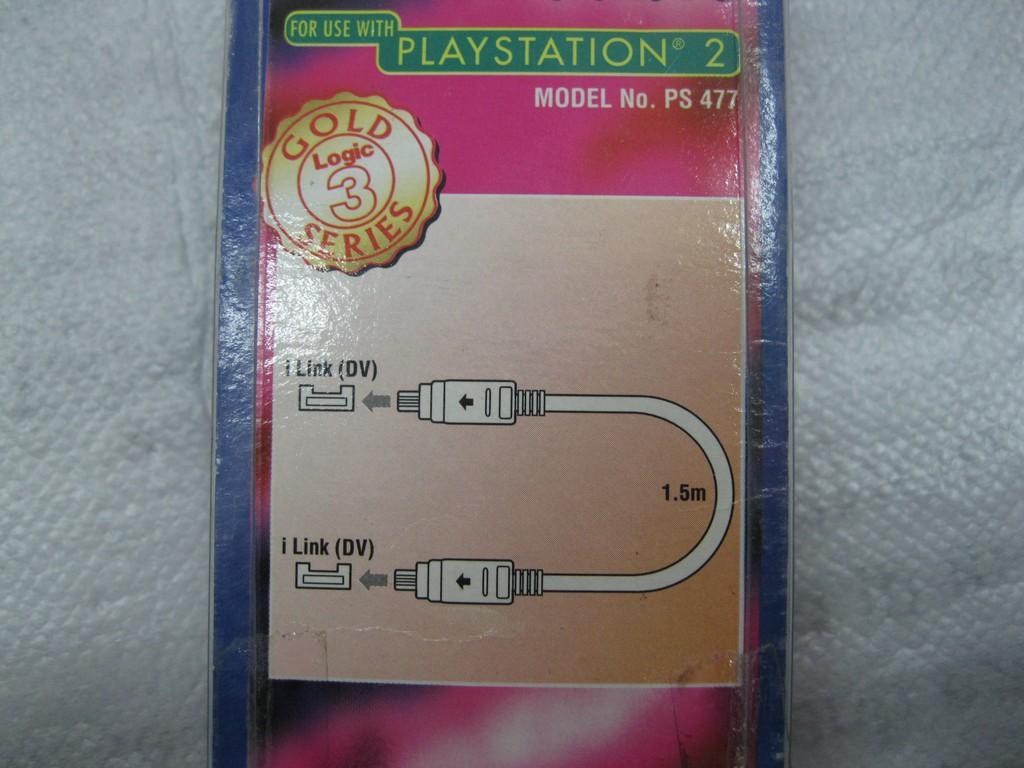 FOR USE WITH
PLAYSTATION® 2
MODEL No. PS 477
GOLD
Logic
3
SERIES
i Link (DV)
1.5m
i Link (DV)